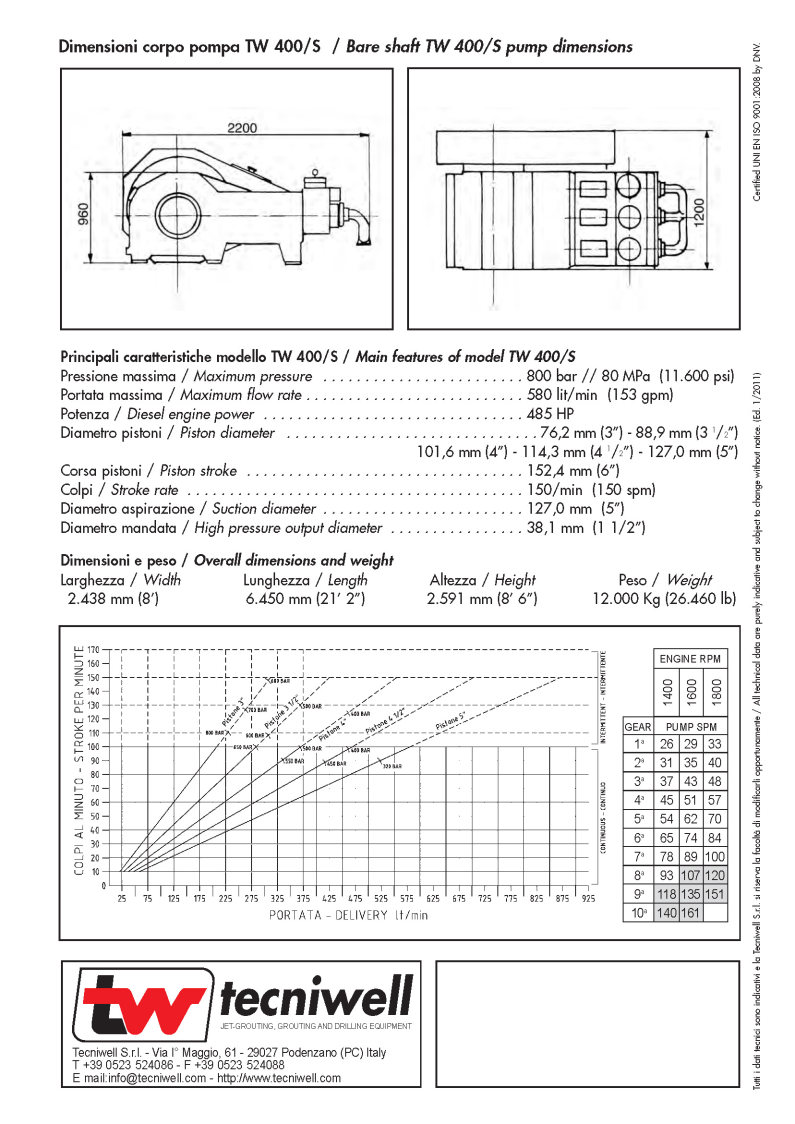 Dimensioni corpo pompa TW 400/S / Bare shaft TW 400/S pump dimensions
2200
960
1200
Principali caratteristiche modello TW 400/S / Main features of model TW 400/S
Pressione massima / Maximum pressure . . . . . . . . . . . . . . . . . . . . . . . . 800 bar // 80 MPa (11.600 psi)
Portata massima / Maximum flow rate . . . . . . . . . . . . . . . . . . . . . . . . . . 580 lit/min (153 gpm)
Potenza / Diesel engine power . . . . . . . . . . . . . . . . . . . . . . . . . . . . . . . 485 HP
Diametro pistoni / Piston diameter . . . . . . . . . . . . . . . . . . . . . . . . . . . . . . 76,2 mm (3”) - 88,9 mm (3 1/2”)
101,6 mm (4”) - 114,3 mm (4 1/2”) - 127,0 mm (5”)
Corsa pistoni / Piston stroke . . . . . . . . . . . . . . . . . . . . . . . . . . . . . . . . . 152,4 mm (6”)
Colpi / Stroke rate . . . . . . . . . . . . . . . . . . . . . . . . . . . . . . . . . . . . . . . . 150/min (150 spm)
Diametro aspirazione / Suction diameter . . . . . . . . . . . . . . . . . . . . . . . . 127,0 mm (5”)
Diametro mandata / High pressure output diameter . . . . . . . . . . . . . . . . 38,1 mm (1 1/2”)
Dimensioni e peso / Overall dimensions and weight
Larghezza / Width Lunghezza / Length Altezza / Height Peso / Weight
2.438 mm (8’) 6.450 mm (21’ 2”) 2.591 mm (8’ 6”) 12.000 Kg (26.460 lb)
COLPI AL MINUTO - STROKE PER MINUTE
170
160
150
140
130
120
110
100
90
80
70
60
50
40
30
20
10
0
25 75 125 175 225 275 325 375 425 475 525 575 625 675 725 775 825 875 925
PORTATA - DELIVERY lt/min
Pistone 3"
Pistone 3 1/2"
Pistone 4"
Pistone 4 1/2"
Pistone 5"
600 BAR
700 BAR
800 BAR
500 BAR
600 BAR
650 BAR
400 BAR
500 BAR
550 BAR
400 BAR
400 BAR
320 BAR
INTERMITTENT - INTERMITTENTE
CONTINUOUS - CONTINUO
ENGINE RPM
1400 1600 1800
GEAR PUMP SPM
1ª 26 29 33
2ª 31 35 40
3ª 37 43 48
4ª 45 51 57
5ª 54 62 70
6ª 65 74 84
7ª 78 89 100
8ª 93 107 120
9ª 118 135 151
10ª 140 161
tw tecniwell
JET-GROUTING, GROUTING AND DRILLING EQUIPMENT
Tecniwell S.r.l. - Via I° Maggio, 61 - 29027 Podenzano (PC) Italy
T +39 0523 524086 - F +39 0523 524088
E mail:info@tecniwell.com - http://www.tecniwell.com
Certified UNI EN ISO 9001:2008 by DNV.
Tutti i dati tecnici sono indicativi e la Tecniwell S.r.l. si riserva la facoltà di modificarli opportunamente / All technical data are purely indicative and subject to change without notice. (Ed. 1/2011)